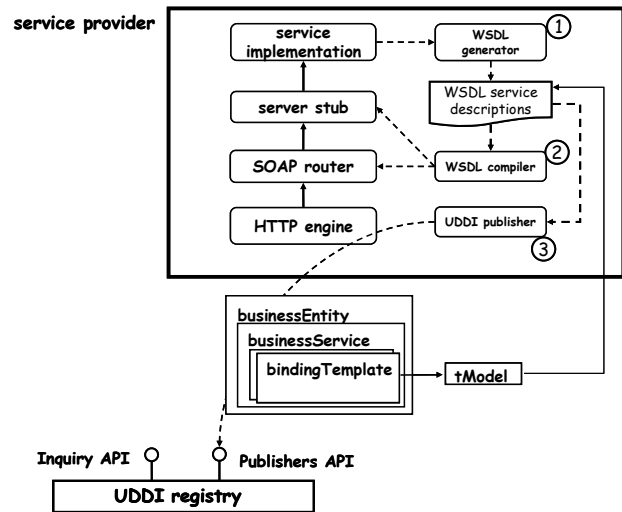 service provider
service
implementation
WSDL
generator
1
WSDL service
descriptions
server stub
SOAP router
WSDL compiler
2
HTTP engine
UDDI publisher
3
businessEntity
businessService
bindingTemplate
tModel
Inquiry API
Publishers API
UDDI registry